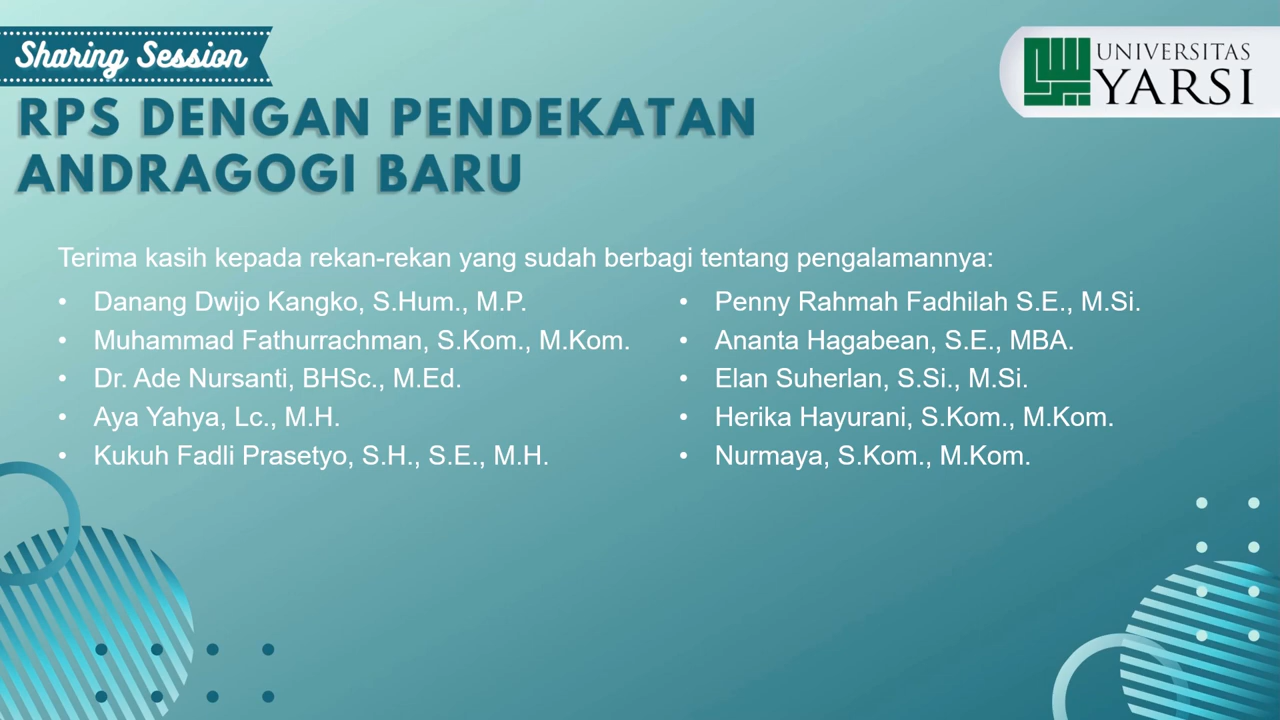 Sharing Session
UNIVERSITAS
YARSI
RPS DENGAN PENDEKATAN
ANDRAGOGI BARU
Terima kasih kepada rekan-rekan yang sudah berbagi tentang pengalamannya:
• Danang Dwijo Kangko, S.Hum., M.P.
• Muhammad Fathurrachman, S.Kom., M.Kom.
• Dr. Ade Nursanti, BHSc., M.Ed.
• Aya Yahya, Lc., M.H.
• Kukuh Fadli Prasetyo, S.H., S.E., M.H.
• Penny Rahmah Fadhilah S.E., M.Si.
• Ananta Hagabean, S.E., MBA.
• Elan Suherlan, S.Si., M.Si.
• Herika Hayurani, S.Kom., M.Kom.
• Nurmaya, S.Kom., M.Kom.